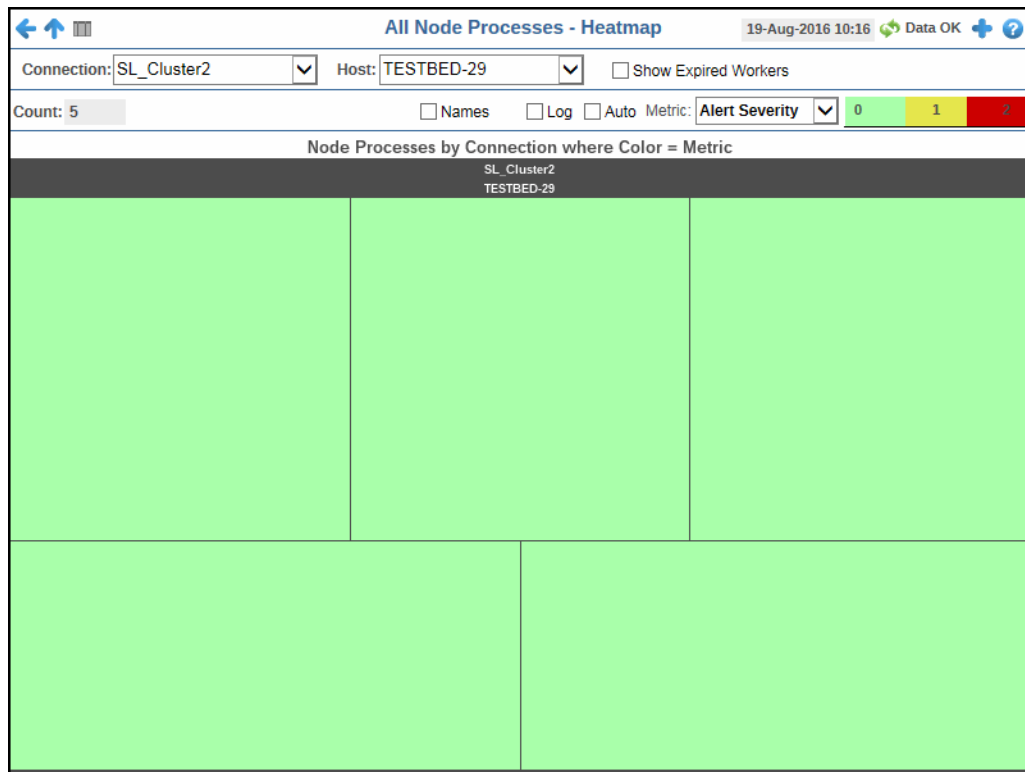 All Node Processes - Heatmap 19-Aug-2016 10:16 Data OK ?
Connection: SL_Cluster2 Host: TESTBED-29 Show Expired Workers
Count: 5 Names Log Auto Metric: Alert Severity 0 1 2
Node Processes by Connection where Color = Metric
SL_Cluster2
TESTBED-29